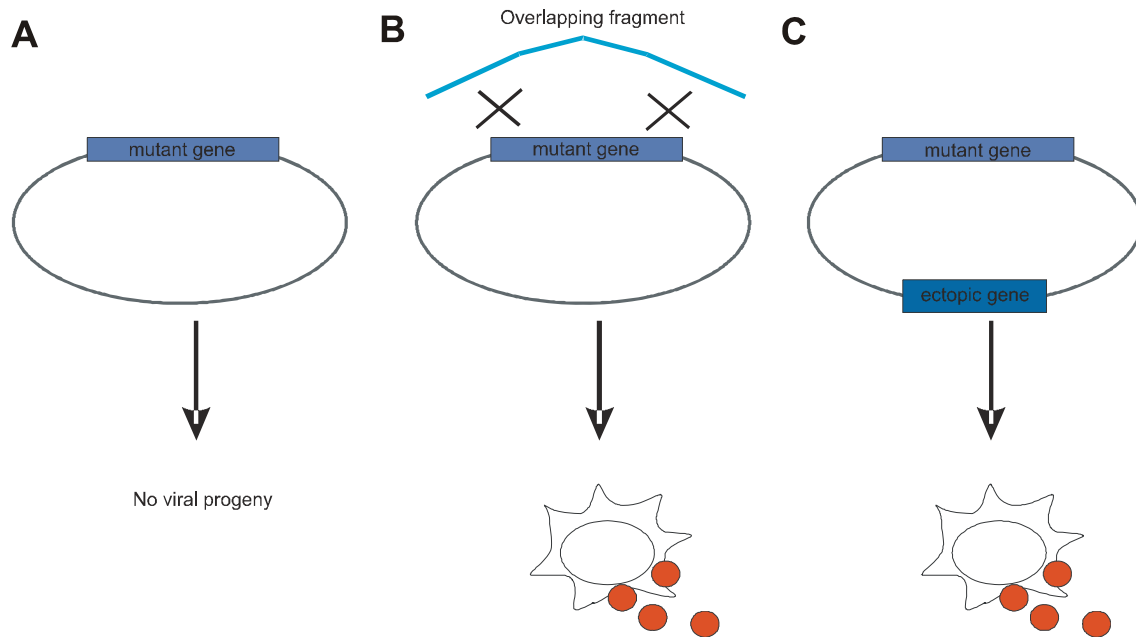 A
B
Overlapping fragment
C
mutant gene
mutant gene
mutant gene
ectopic gene
No viral progeny